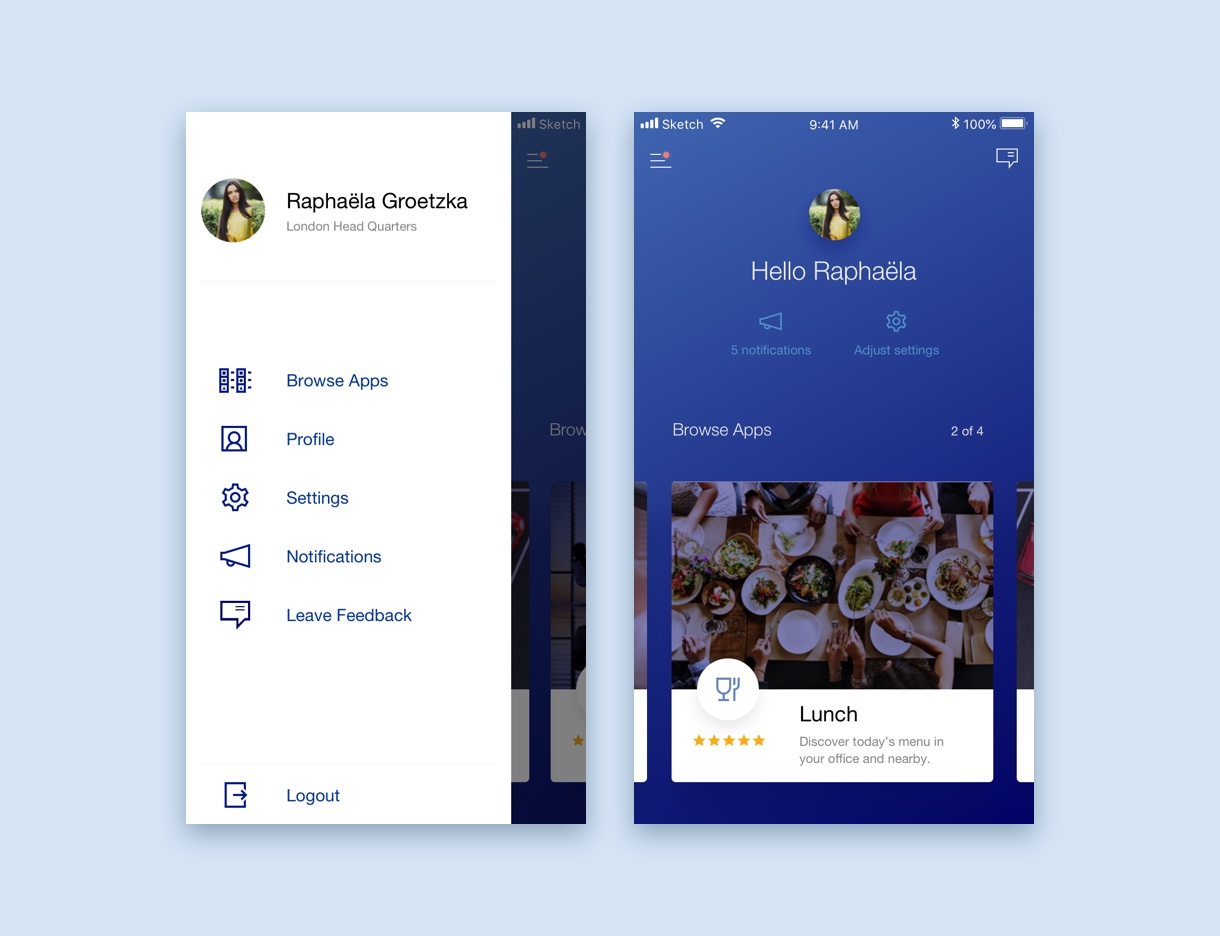 Raphaëla Groetzka
London Head Quarters
Browse Apps
Profile
Settings
Notifications
Leave Feedback
Logout
Sketch
Brow
Sketch
9:41 AM
100%
Hello Raphaëla
5 notifications
Adjust settings
Browse Apps
2 of 4
Lunch
Discover today's menu in
your office and nearby.